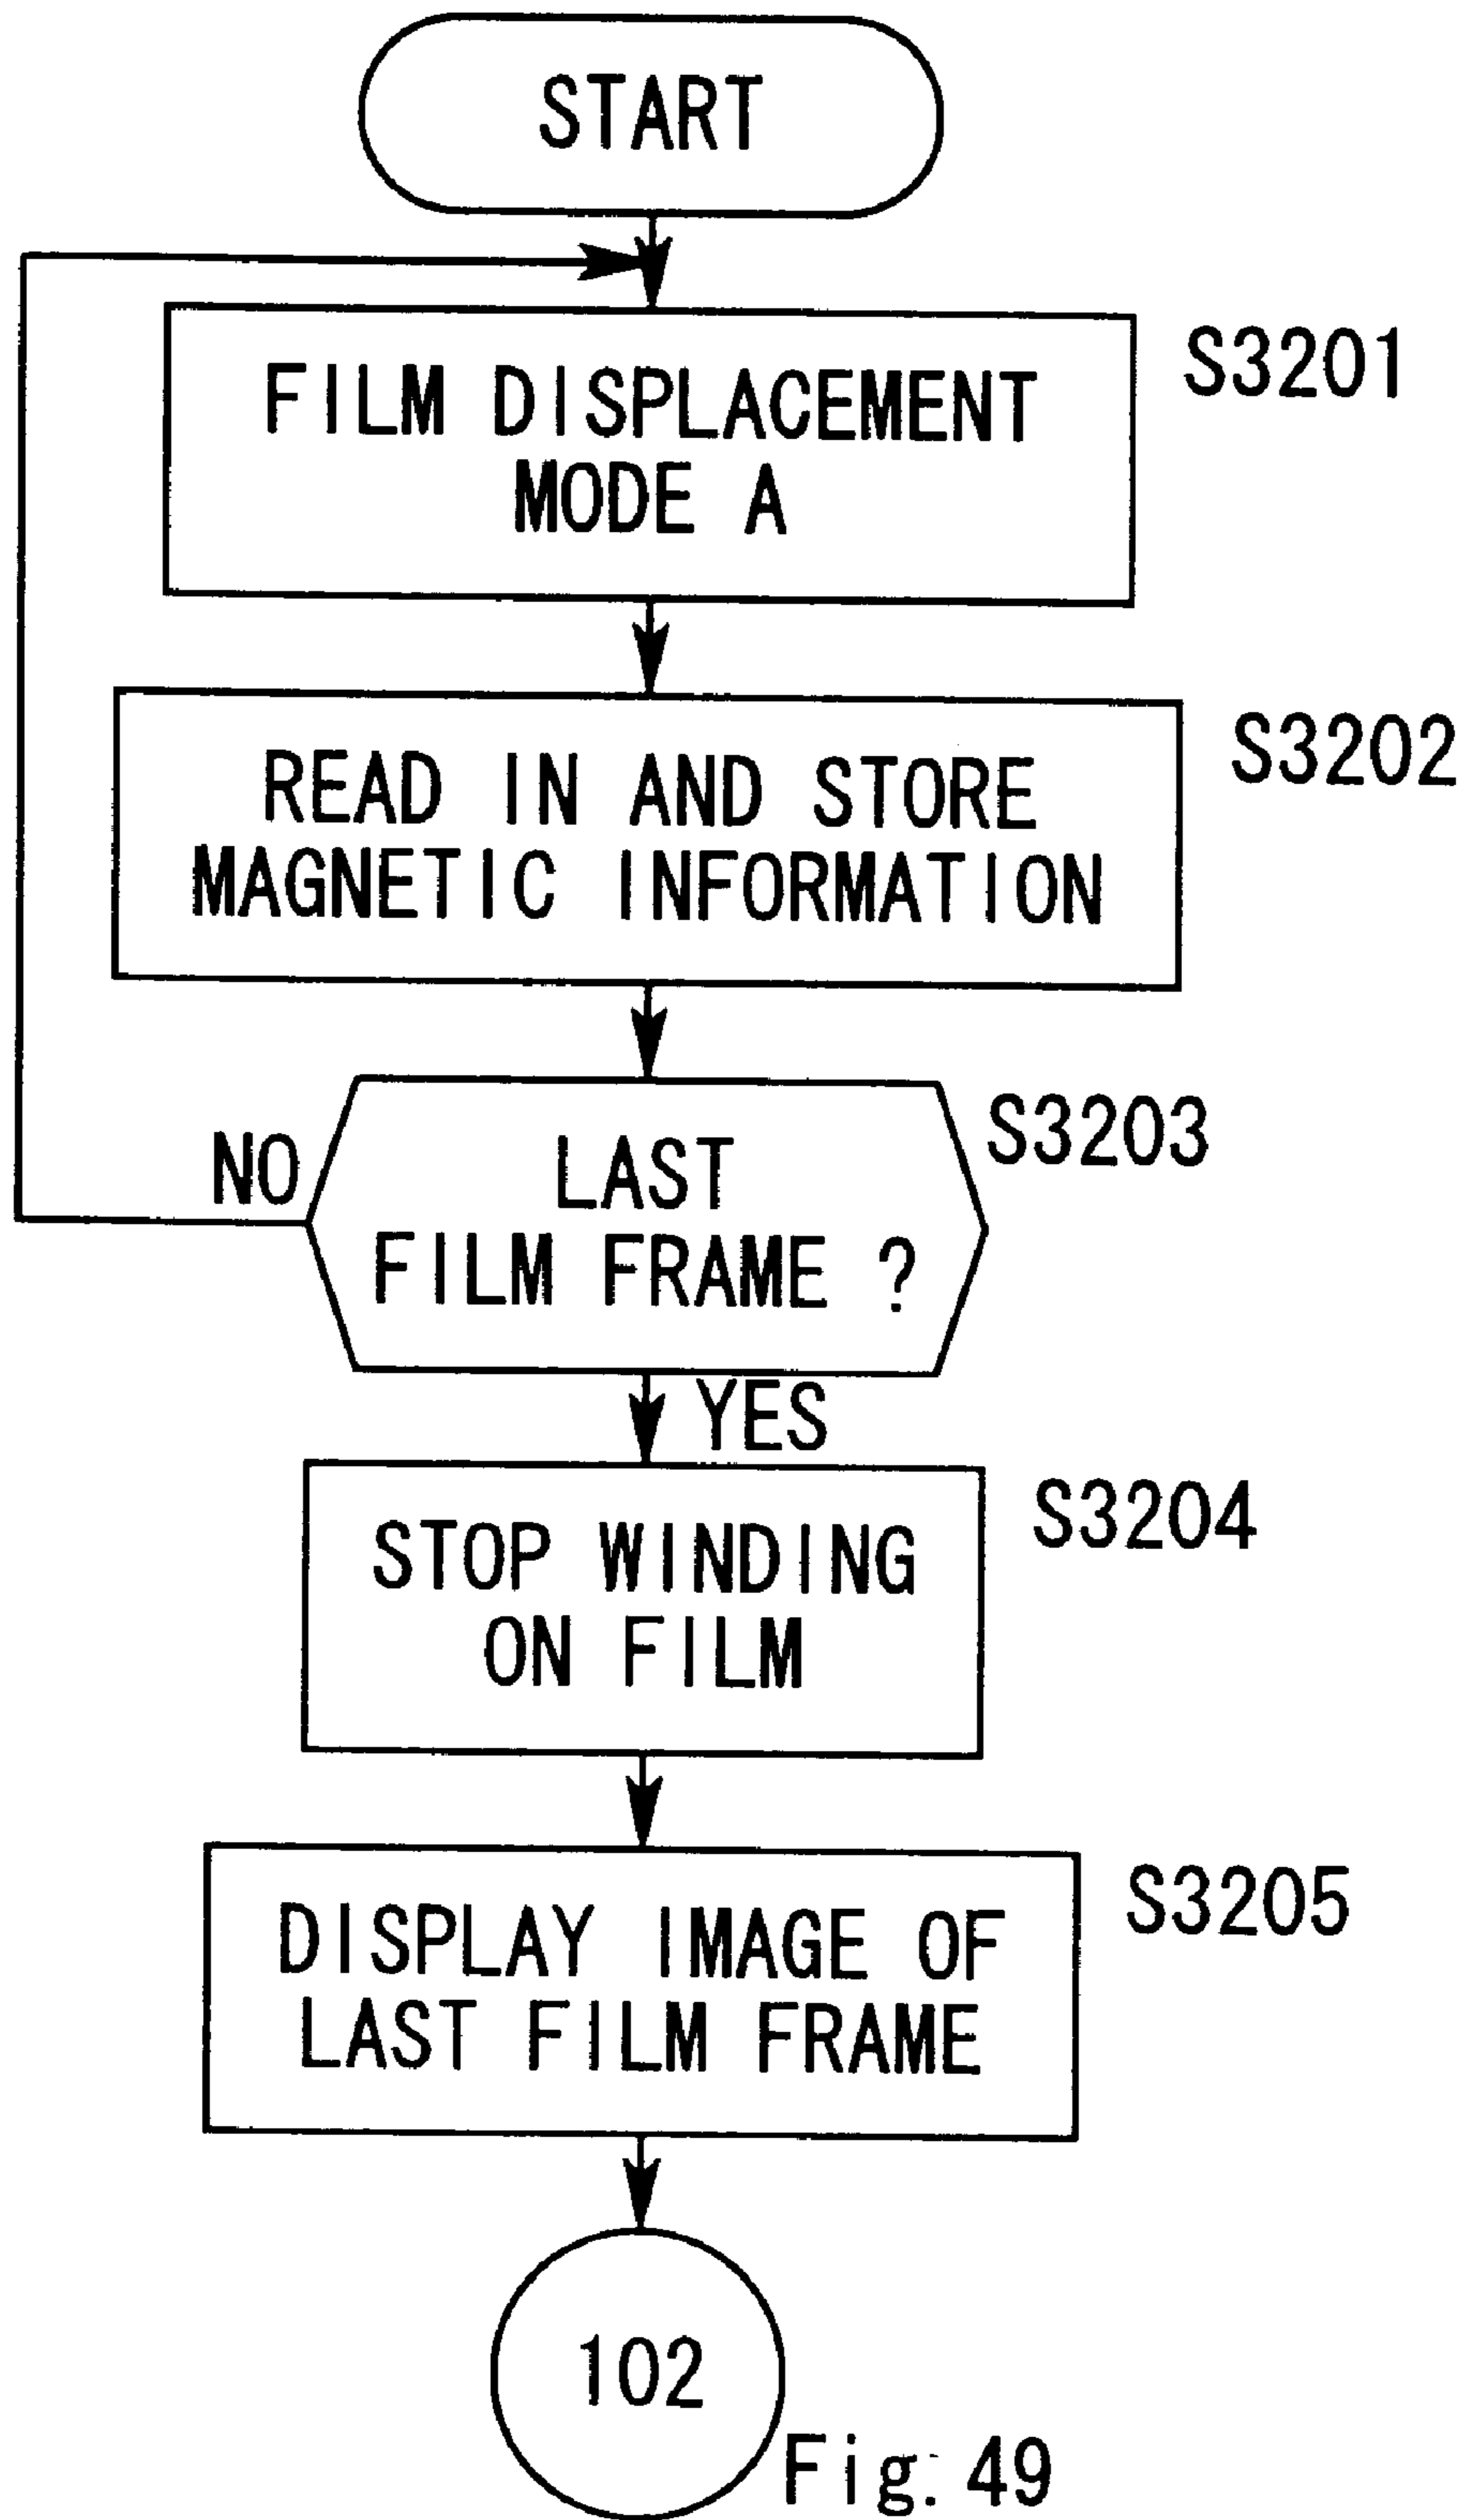 START
FILM DISPLACEMENT
MODE A
S3201
READ IN AND STORE
MAGNETIC INFORMATION
S3202
NO
LAST
FILM FRAME ?
S3203
YES
STOP WINDING
ON FILM
S3204
DISPLAY IMAGE OF
LAST FILM FRAME
S3205
102
Fig. 49